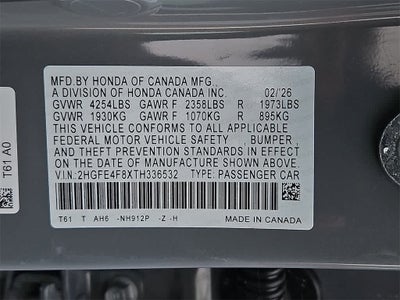 MFD.BY HONDA OF CANADA MFG.,
A DIVISION OF HONDA CANADA INC. 02/'26
GVWR 4254LBS GAWR F 2358LBS R 1973LBS
GVWR 1930KG GAWR F 1070KG R 895KG
THIS VEHICLE CONFORMS TO ALL APPLICABLE
FEDERAL MOTOR VEHICLE SAFETY , BUMPER ,
AND THEFT PREVENTION STANDARDS IN EFFECT ON
THE DATE OF MANUFACTURE SHOWN ABOVE.
V.I.N:2HGFE4F8XTH336532 TYPE:PASSENGER CAR
T61 T AH6 -NH912P -Z -H MADE IN CANADA
T61 A0